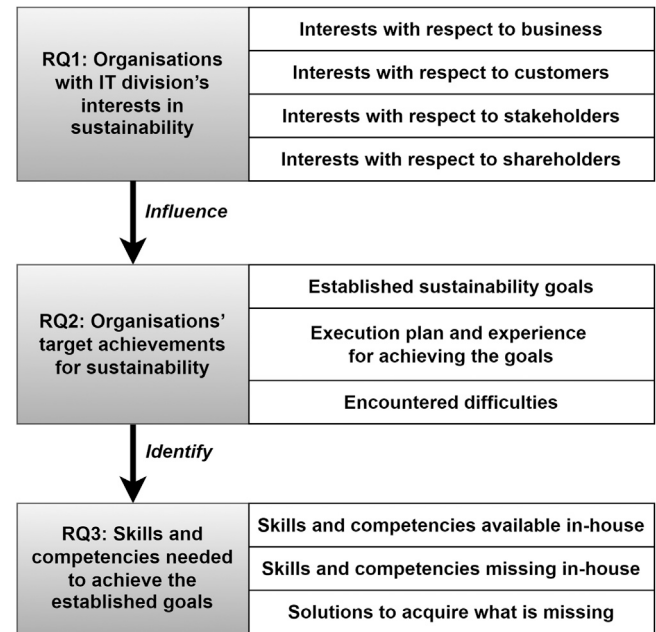 RQ1: Organisations
with IT division's
interests in
sustainability
Interests with respect to business
Interests with respect to customers
Interests with respect to stakeholders
Interests with respect to shareholders
Influence
RQ2: Organisations’
target achievements
for sustainability
Established sustainability goals
Execution plan and experience
for achieving the goals
Encountered difficulties
Identify
RQ3: Skills and
competencies needed
to achieve the
established goals
Skills and competencies available in-house
Skills and competencies missing in-house
Solutions to acquire what is missing